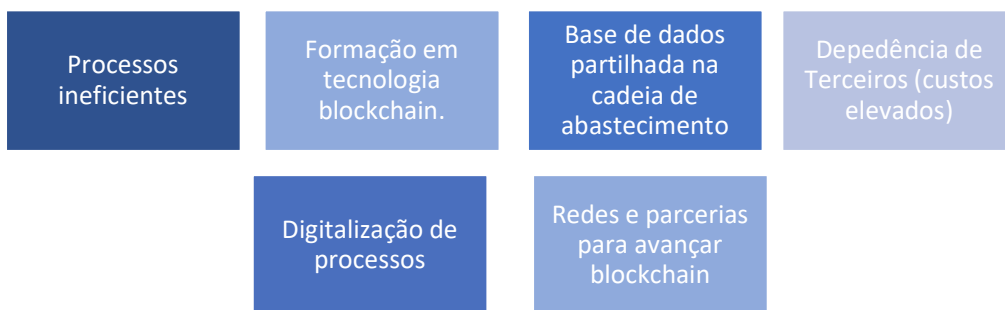 Processos
ineficientes
Formação em
tecnologia
blockchain.
Base de dados
partilhada na
cadeia de
abastecimento
Depedência de
Terceiros (custos
elevados)
Digitalização de
processos
Redes e parcerias
para avançar
blockchain